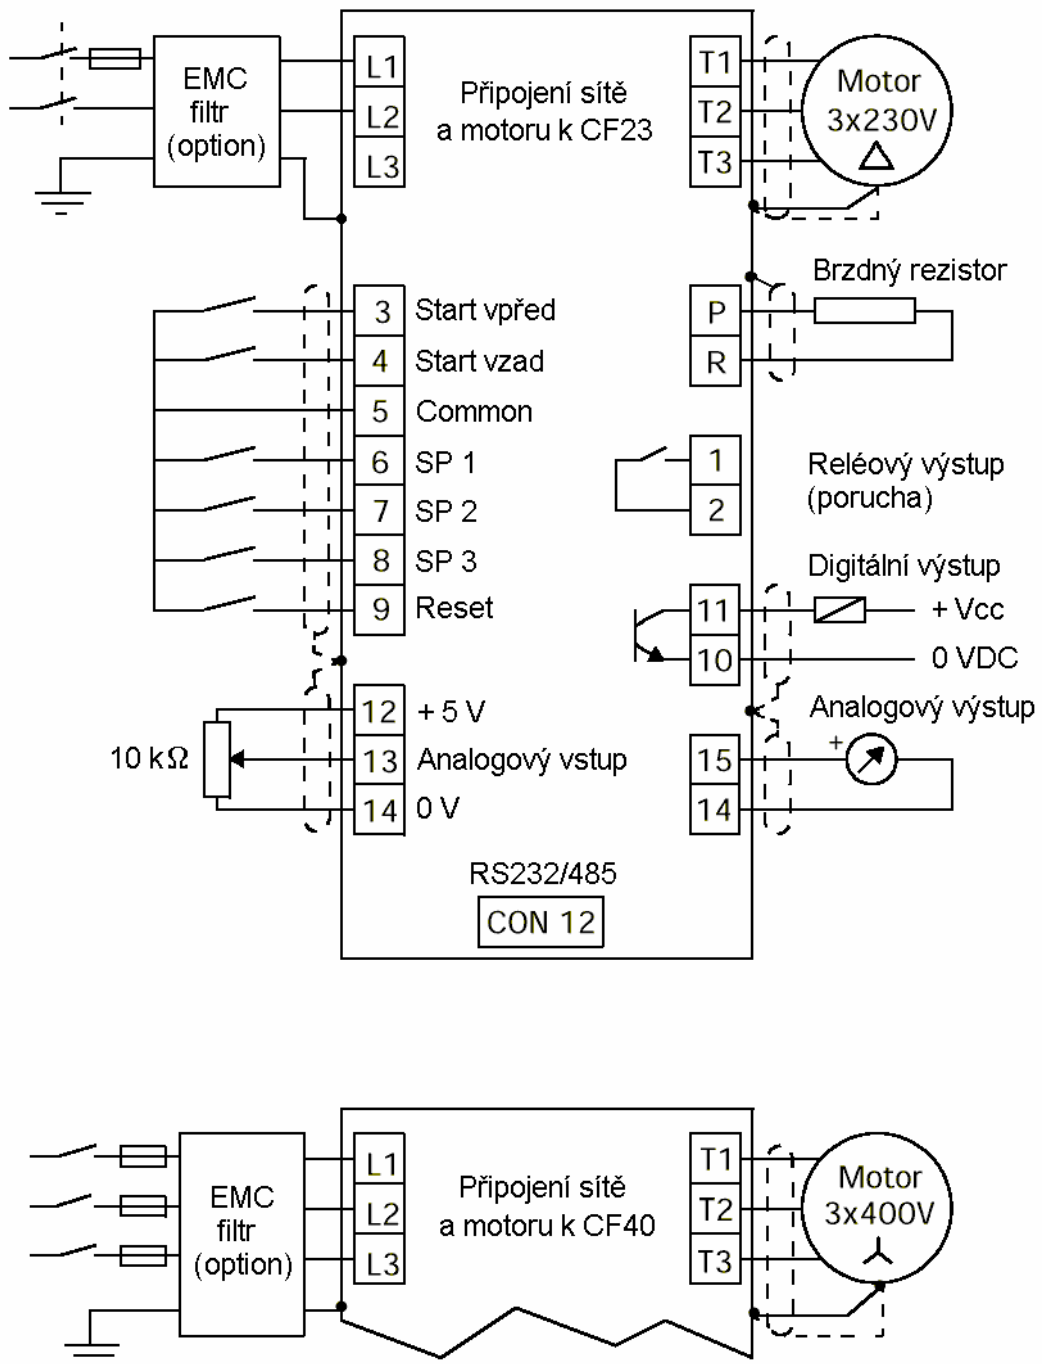 EMC
filtr
(option)
L1
L2
L3
Připojení sítě
a motoru k CF23
T1
T2
T3
Motor
3x230V
Brzdný rezistor
P
R
3 Start vpřed
4 Start vzad
5 Common
6 SP 1
7 SP 2
8 SP 3
9 Reset
1
2
Reléový výstup
(porucha)
Digitální výstup
11
+ Vcc
10
0 VDC
10 kΩ
12 + 5 V
13 Analogový vstup
14 0 V
Analogový výstup
+
15
14
RS232/485
CON 12
EMC
filtr
(option)
L1
L2
L3
Připojení sítě
a motoru k CF40
T1
T2
T3
Motor
3x400V